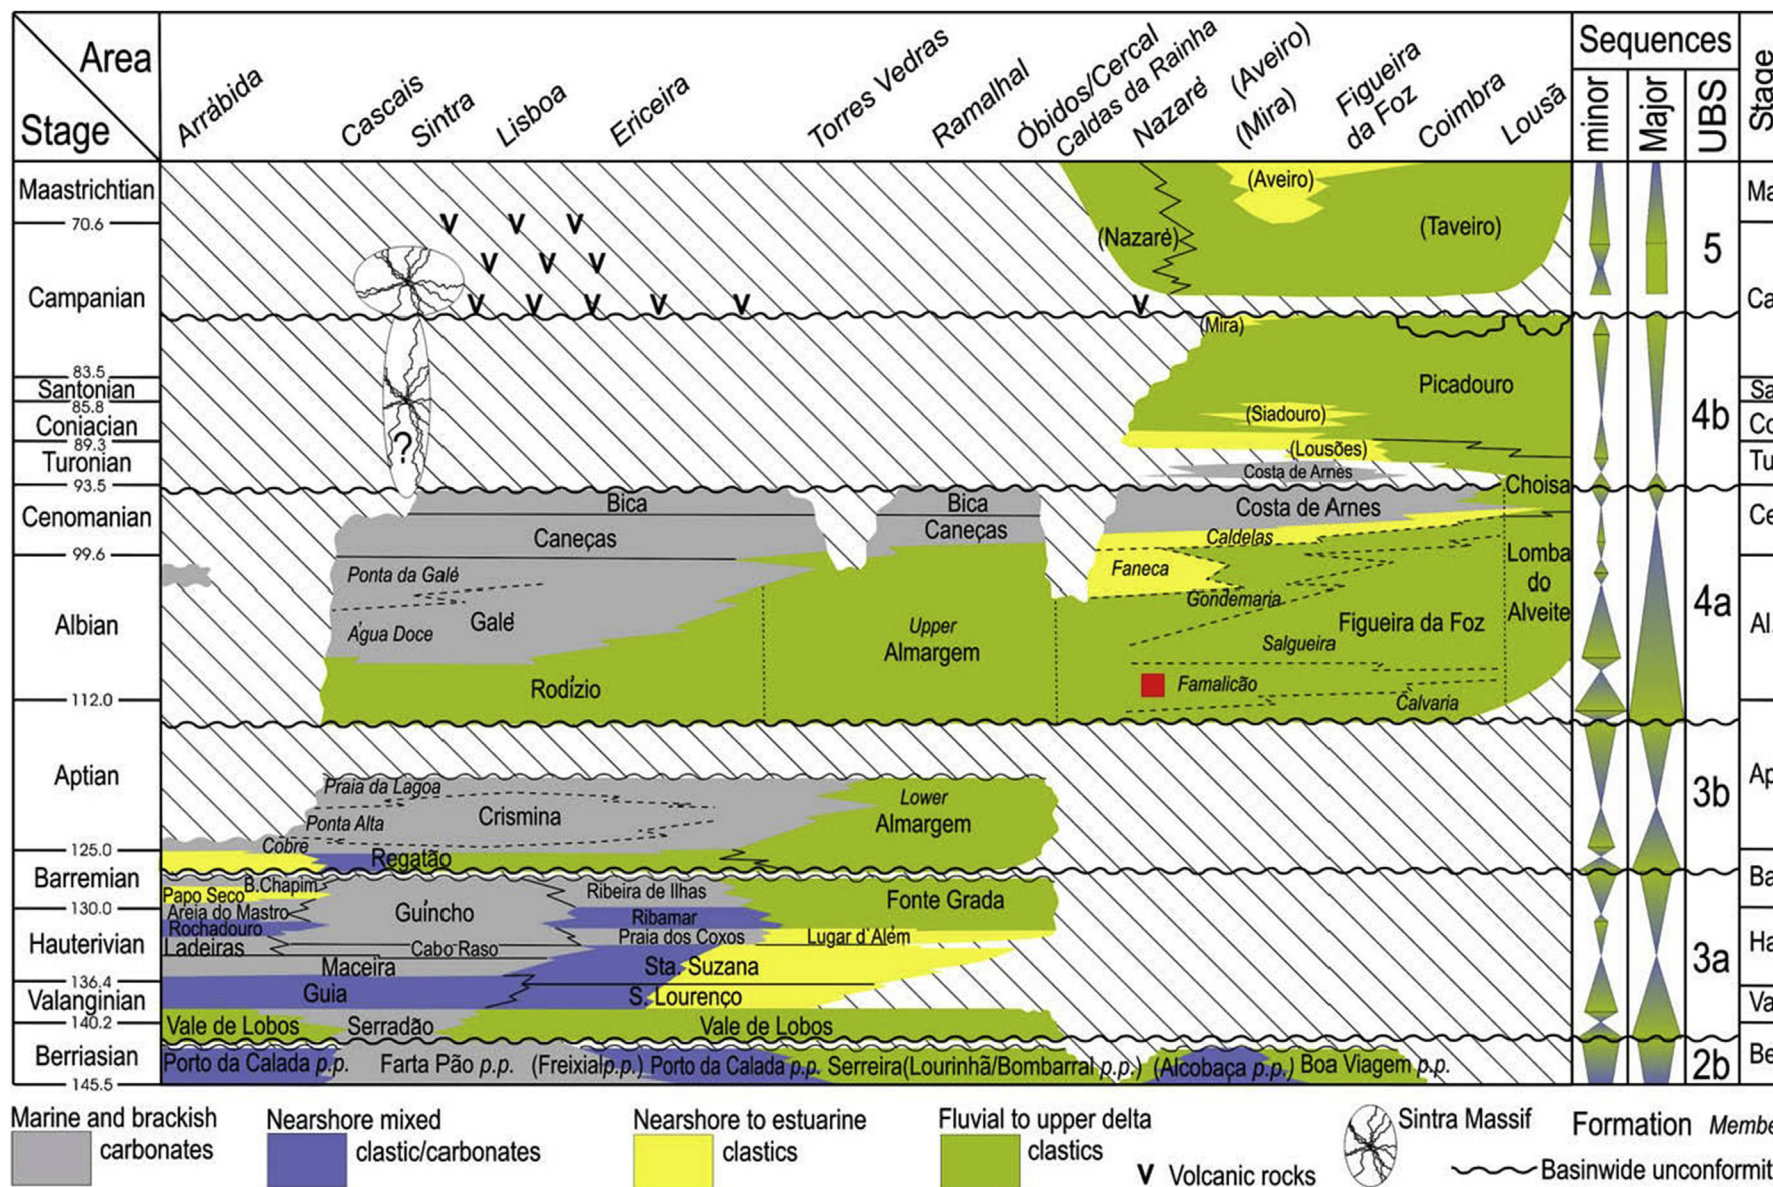 Area
Stage
Arrábida
Cascais
Sintra
Lisboa
Ericeira
Torres Vedras
Ramalhal
Óbidos/Cercal
Caldas da Rainha
Nazaré
(Aveiro)
(Mira)
Figueira
da Foz
Coimbra
Lousã
Sequences
minor
Major
UBS
Stage
Maastrichtian
70.6
Campanian
83.5
Santonian
85.8
Coniacian
89.3
Turonian
93.5
Cenomanian
99.6
Albian
112.0
Aptian
125.0
Barremian
130.0
Hauterivian
136.4
Valanginian
140.2
Berriasian
145.5
V V V
V V V
V V V V V V
?
(Aveiro)
(Nazaré)
(Taveiro)
(Mira)
Picadouro
(Siadouro)
(Lousões)
Costa de Arnes
Choisa
Bica
Bica
Costa de Arnes
Caneças
Caneças
Caldelas
Ponta da Galé
Faneca
Lomba
do
Alveite
Gondemaria
Galé
Água Doce
Upper
Almargem
Figueira da Foz
Salgueira
Rodízio
Famalicão
Calvaria
Praia da Lagoa
Crismina
Lower
Almargem
Ponta Alta
Cobre
Regatão
B.Chapim
Papo Seco
Ribeira de Ilhas
Fonte Grada
Areia do Mastro
Guincho
Ribamar
Rochadouro
Ladeiras
Cabo Raso
Praia dos Coxos
Lugar d'Além
Maceira
Sta. Suzana
Guia
S. Lourenço
Vale de Lobos
Serradão
Vale de Lobos
Porto da Calada p.p.
Farta Pão p.p.
(Freixialp.p.)
Porto da Calada p.p.
Serreira(Lourinhã/Bombarral p.p.)
(Alcobaça p.p.)
Boa Viagem p.p.
5
4b
4a
3b
3a
2b
Ma
Ca
Sa
Co
Tu
Ce
Al.
Ap
Ba
Ha
Va
Be
Marine and brackish
carbonates
Nearshore mixed
clastic/carbonates
Nearshore to estuarine
clastics
Fluvial to upper delta
clastics
V Volcanic rocks
Sintra Massif
Formation Membe
Basinwide unconformit